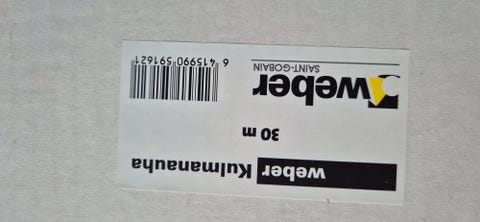 weber Kulmanauha
30 m
weber
SAINT-GOBAIN
6 415990 591621